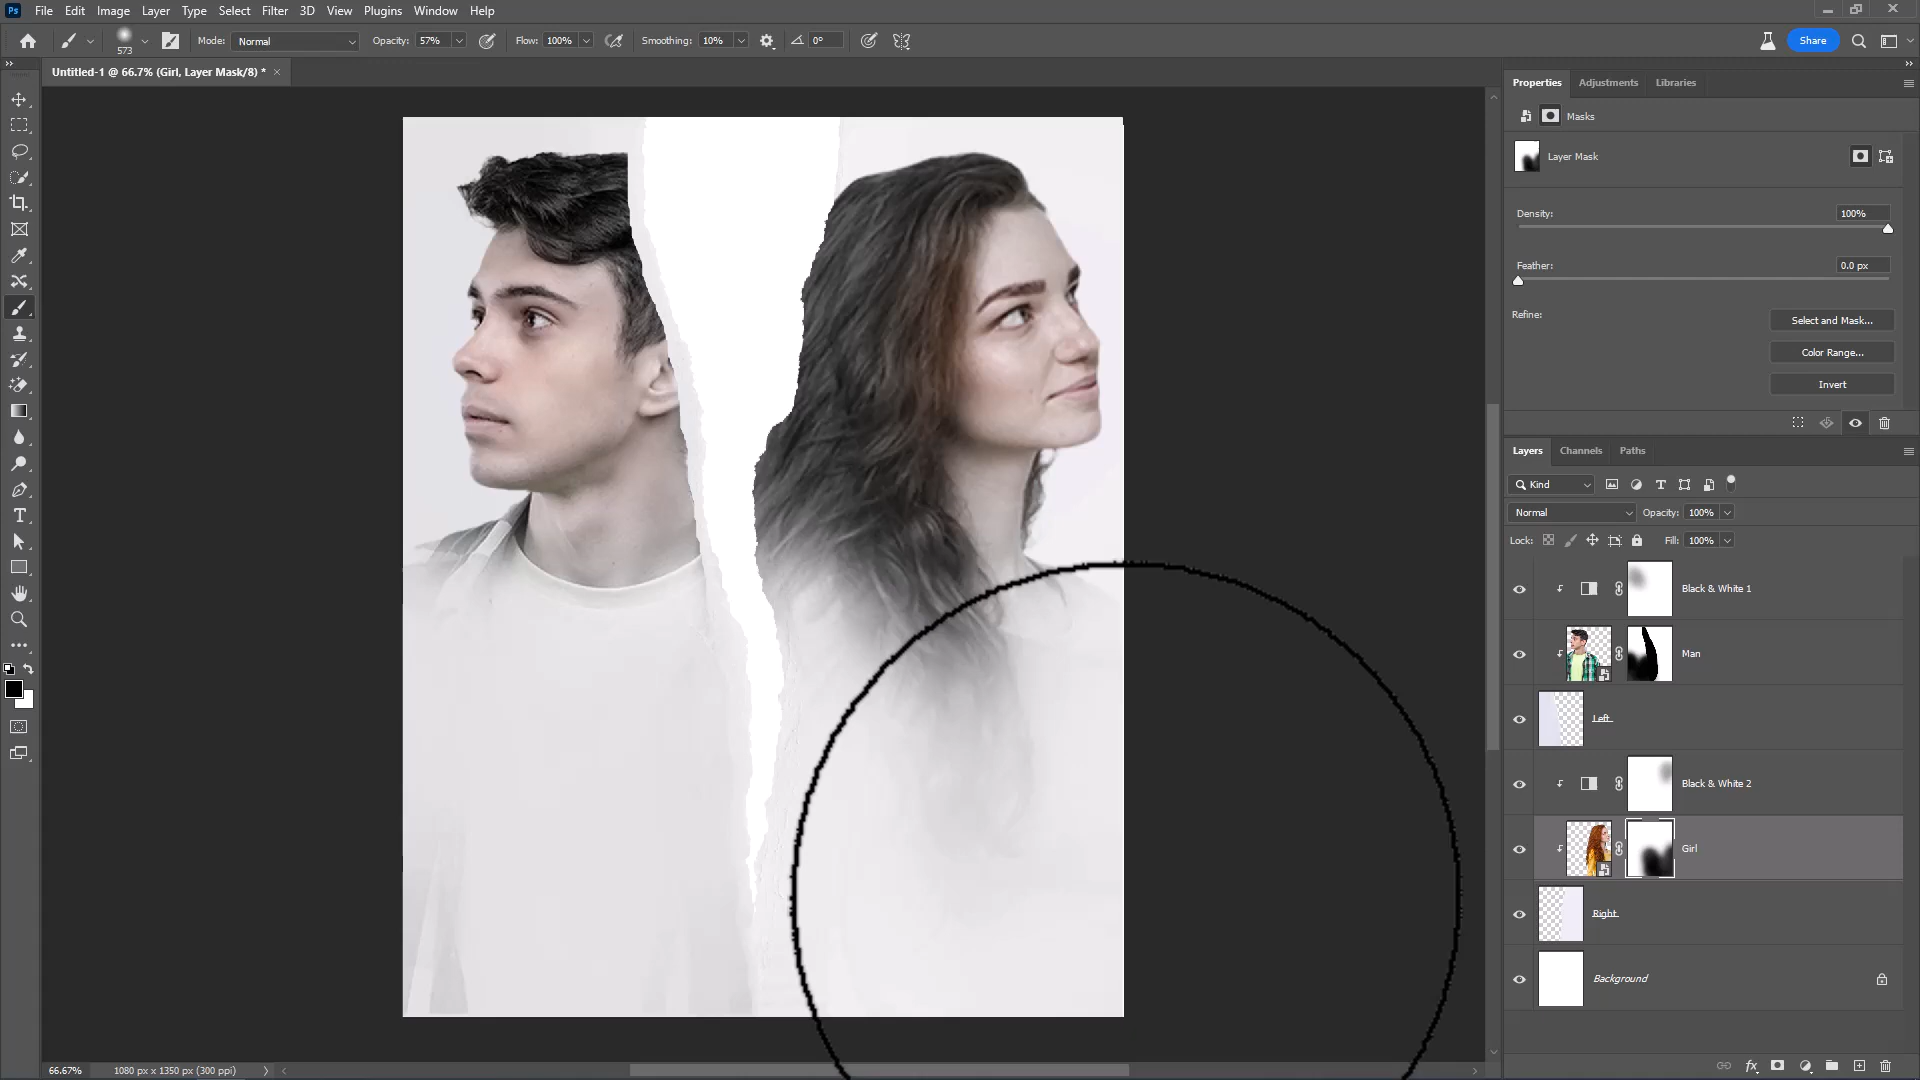 Ps File Edit Image Layer Type Select Filter 3D View Plugins Window Help
573 Mode: Normal Opacity: 57% Flow: 100% Smoothing: 10% 0° Share
Untitled-1 @ 66.7% (Girl, Layer Mask/8) *
Properties Adjustments Libraries
Masks
Layer Mask
Density: 100%
Feather: 0.0 px
Refine:
Select and Mask...
Color Range...
Invert
Layers Channels Paths
Kind
Normal Opacity: 100%
Lock: Fill: 100%
Black & White 1
Man
Left
Black & White 2
Girl
Right
Background
66.67% 1080 px x 1350 px (300 ppi)